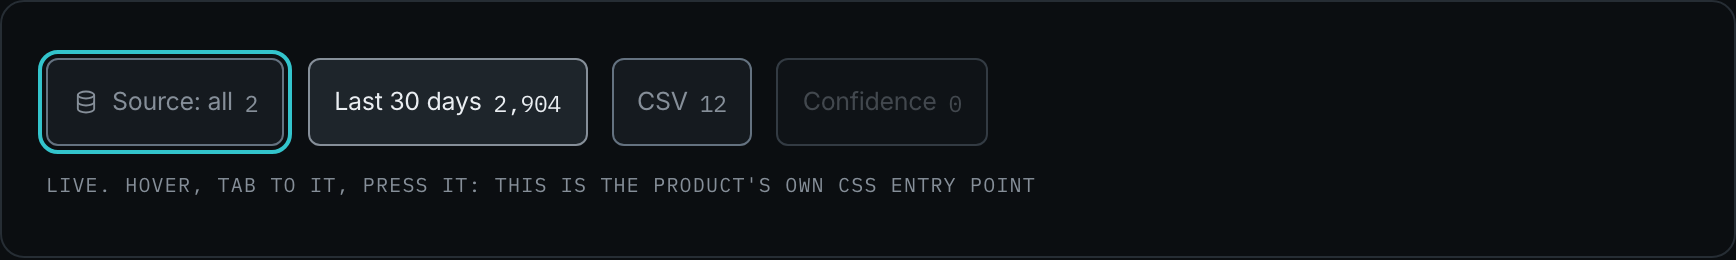 Source: all 2 Last 30 days 2,904 CSV 12 Confidence 0
LIVE. HOVER, TAB TO IT, PRESS IT: THIS IS THE PRODUCT'S OWN CSS ENTRY POINT